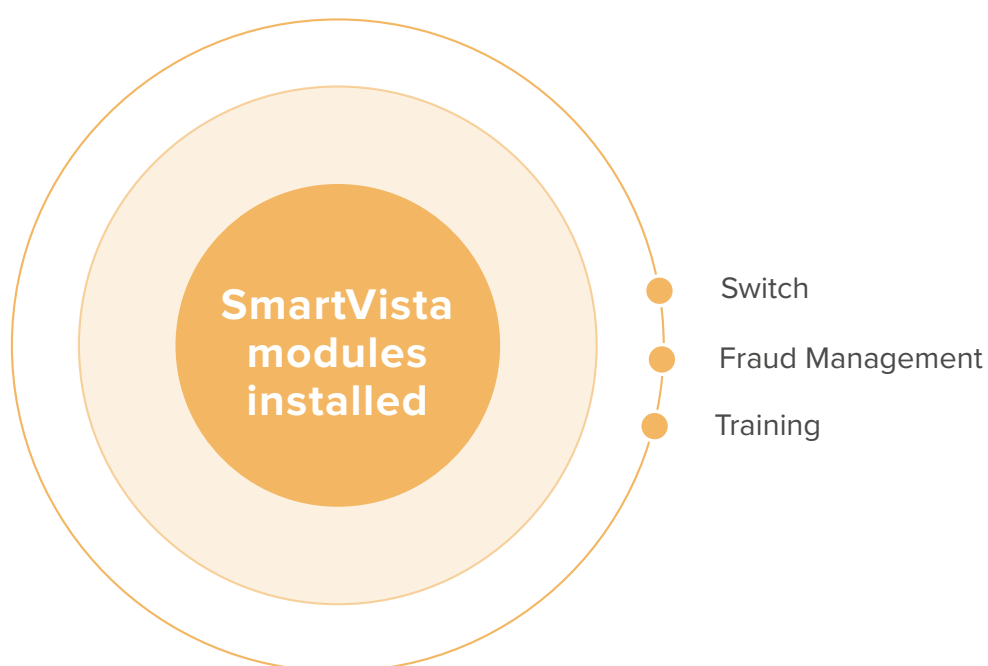 SmartVista
modules
installed
Switch
Fraud Management
Training